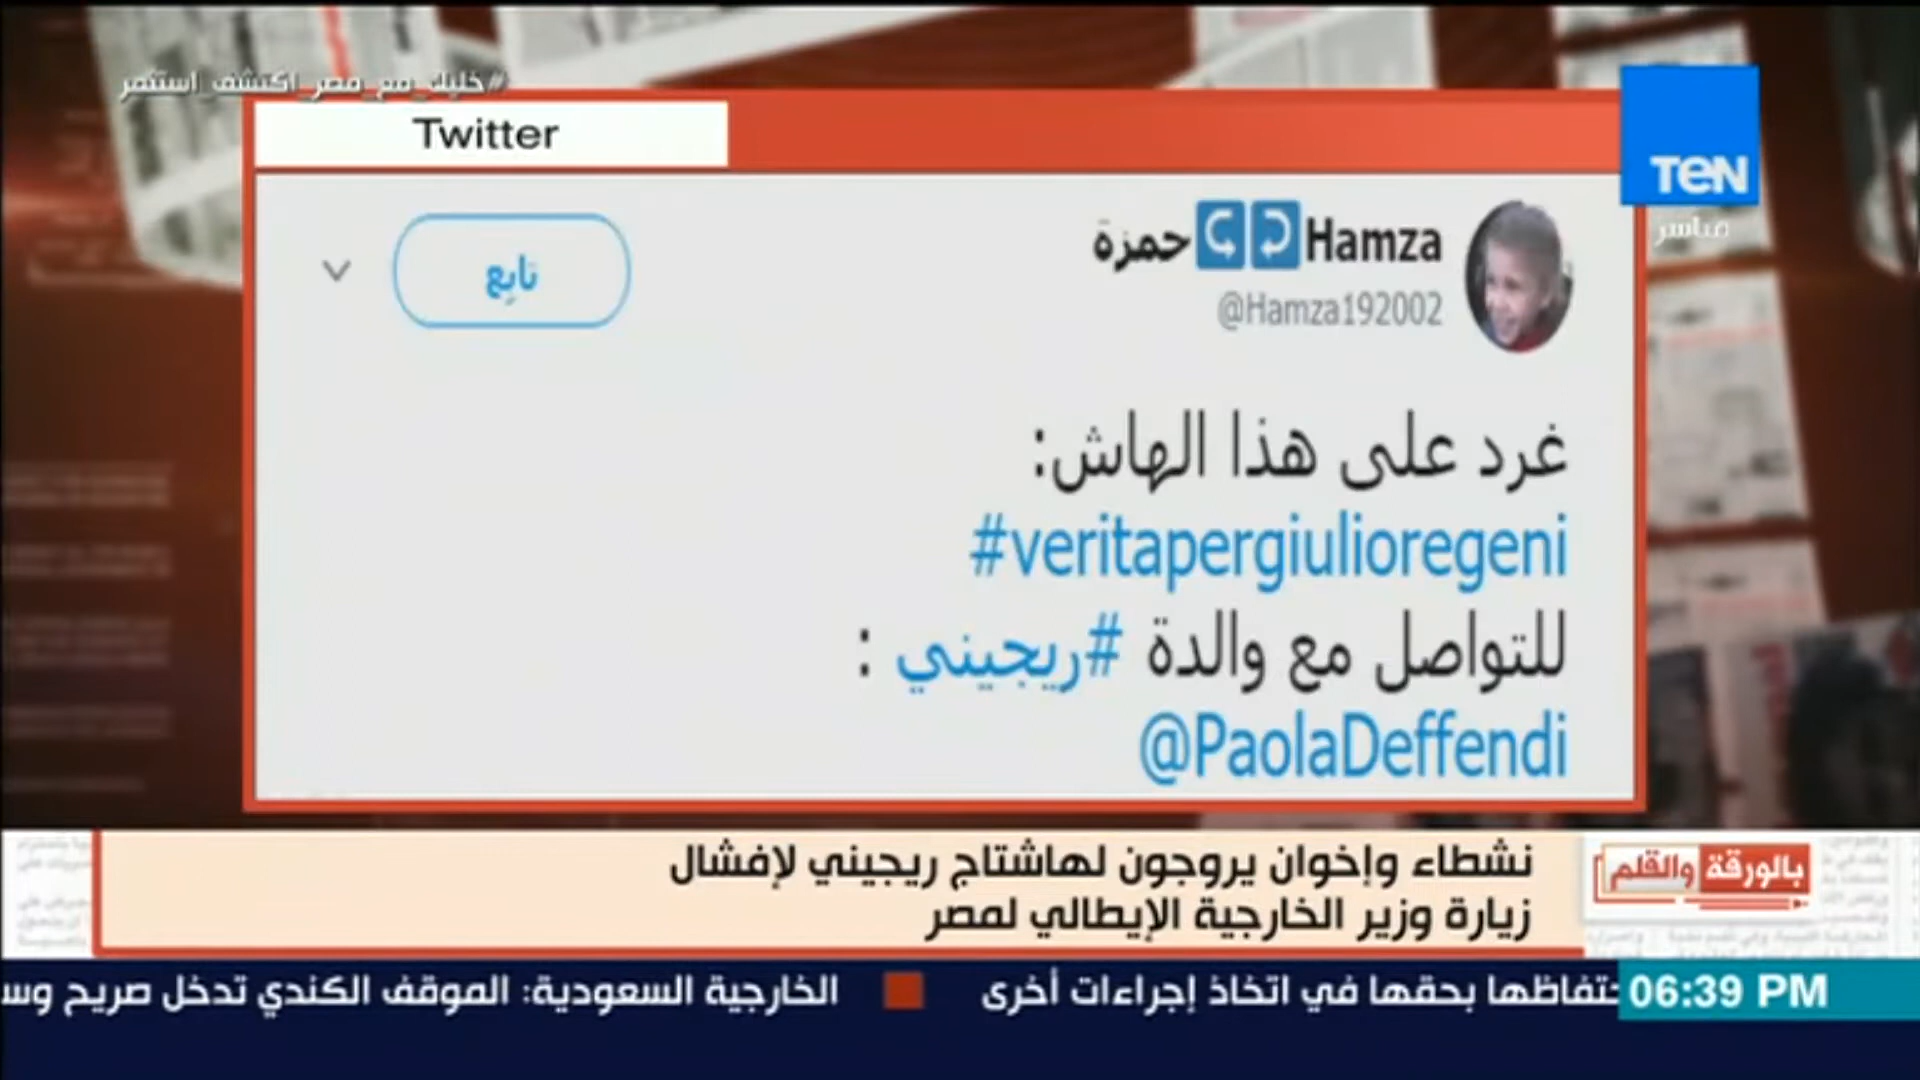 #خليك_مع_مصر_اكتشف_استثمر
Twitter
TeN
مباشر
Hamza حمزة
@Hamza192002
تابِع
غرد على هذا الهاش:
#veritapergiulioregeni
للتواصل مع والدة #ريجيني :
@PaolaDeffendi
نشطاء وإخوان يروجون لهاشتاج ريجيني لإفشال
زيارة وزير الخارجية الإيطالي لمصر
بالورقة والقلم
06:39 PM
حتفاظها بحقها في اتخاذ إجراءات أخرى
الخارجية السعودية: الموقف الكندي تدخل صريح وس